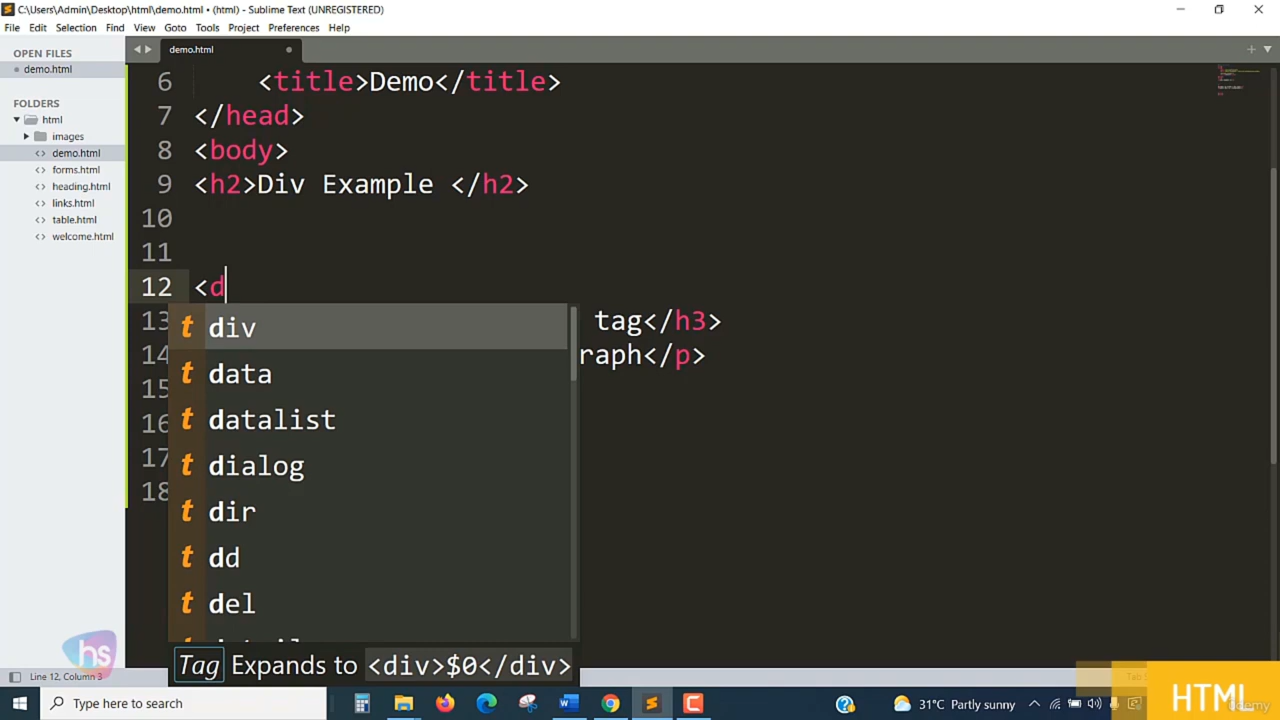 C:\Users\Admin\Desktop\html\demo.html • (html) - Sublime Text (UNREGISTERED)
File Edit Selection Find View Goto Tools Project Preferences Help
OPEN FILES
demo.html
FOLDERS
html
images
demo.html
forms.html
heading.html
links.html
table.html
welcome.html
demo.html
6 <title>Demo</title>
7 </head>
8 <body>
9 <h2>Div Example </h2>
10
11
12 <d
13 tag</h3>
14 raph</p>
15
16
17
18
t div
t data
t datalist
t dialog
t dir
t dd
t del
Tag Expands to <div>$0</div>
hs
Line 12, Column 3
Type here to search
31°C Partly sunny
HTML
Udemy